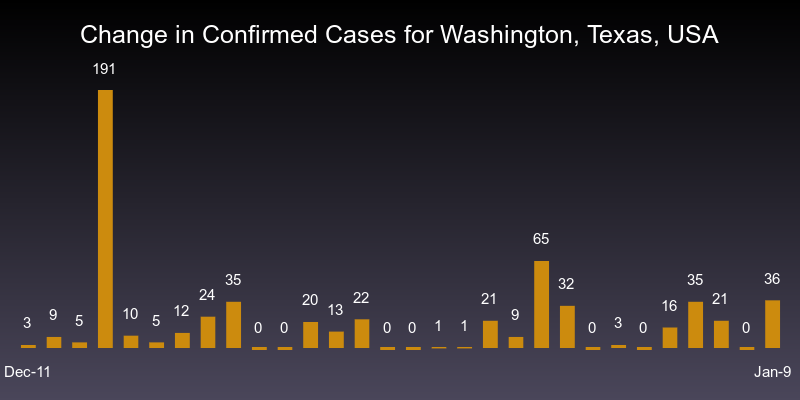 Change in Confirmed Cases for Washington, Texas, USA
191
65
3 9 5 10 5 12 24 35 0 0 20 13 22 0 0 1 1 21 9 32 0 3 0 16 35 21 0 36
Dec-11 Jan-9